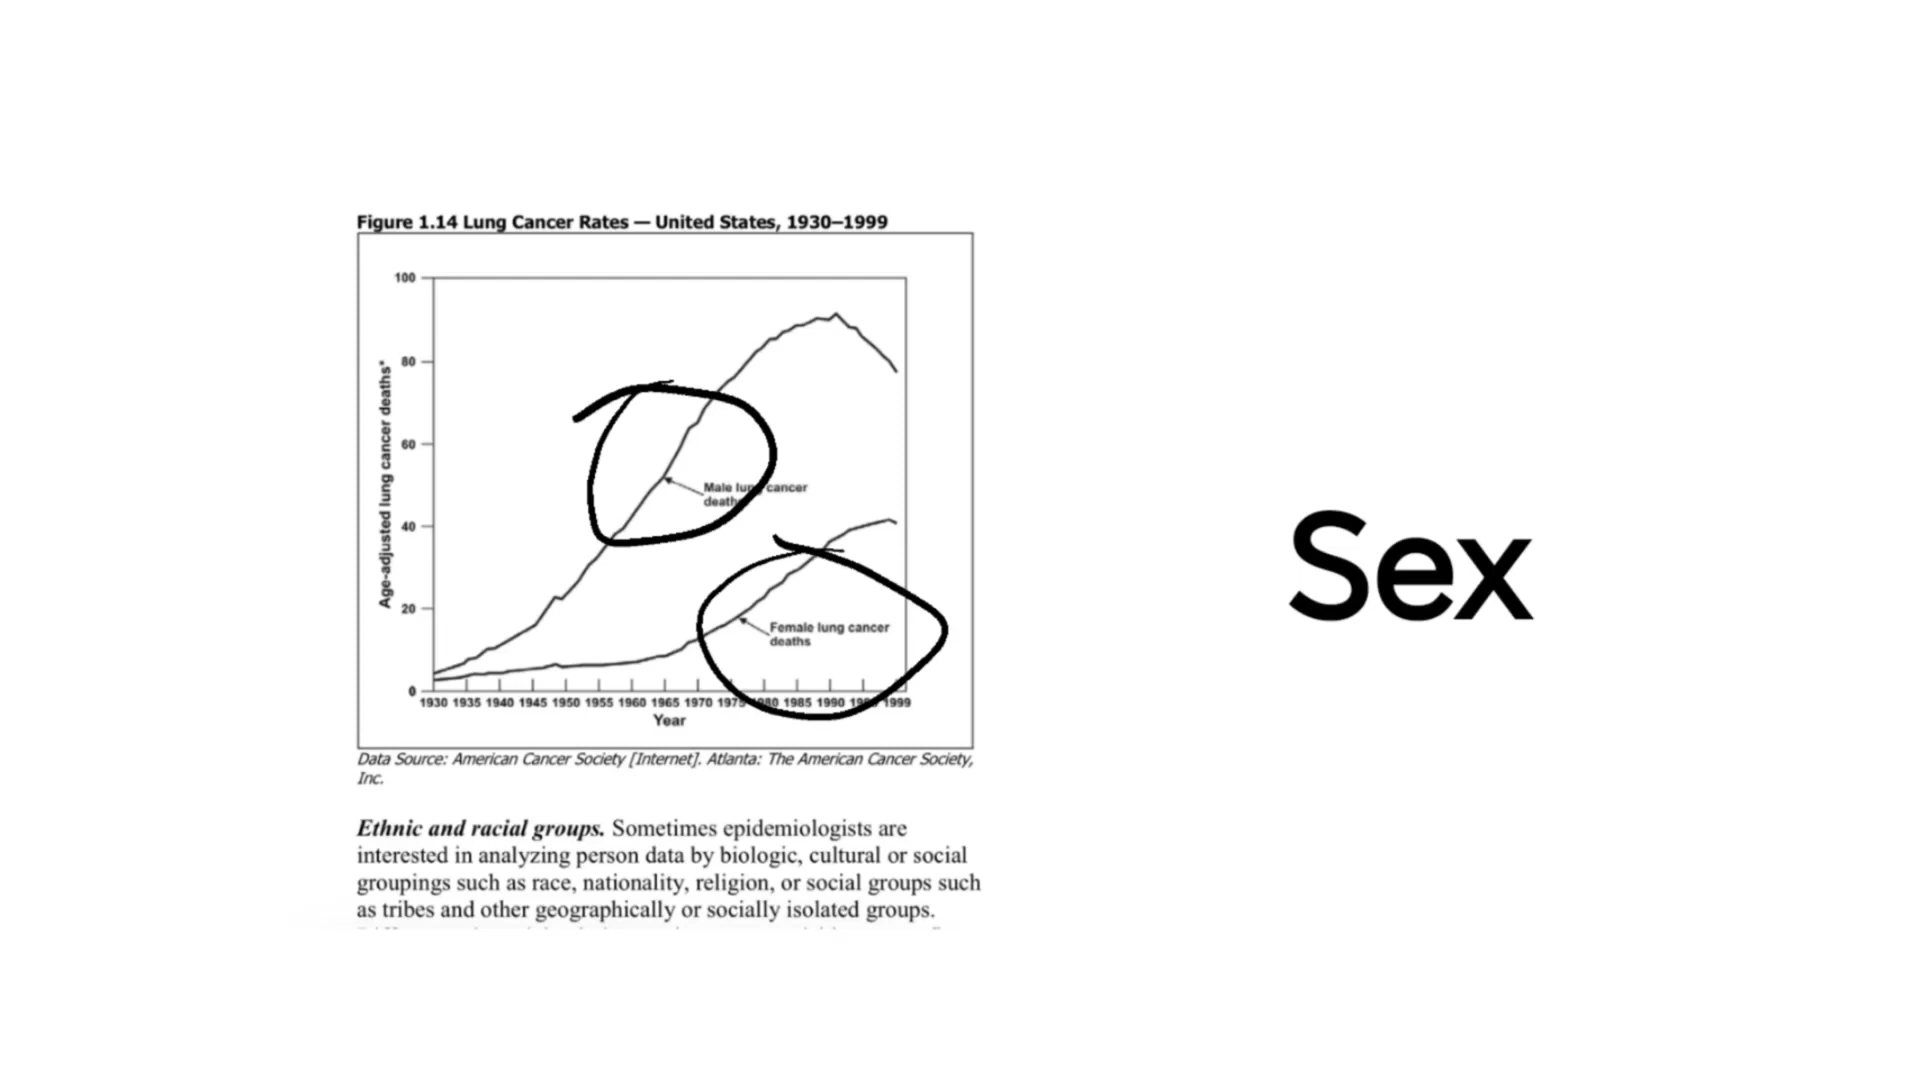 Figure 1.14 Lung Cancer Rates — United States, 1930–1999
100
80
60
40
20
0
Age-adjusted lung cancer deaths*
Male lung cancer
deaths
Female lung cancer
deaths
1930 1935 1940 1945 1950 1955 1960 1965 1970 1975 1980 1985 1990 1999
Year
Data Source: American Cancer Society [Internet]. Atlanta: The American Cancer Society,
Inc.
Ethnic and racial groups. Sometimes epidemiologists are
interested in analyzing person data by biologic, cultural or social
groupings such as race, nationality, religion, or social groups such
as tribes and other geographically or socially isolated groups.
Sex